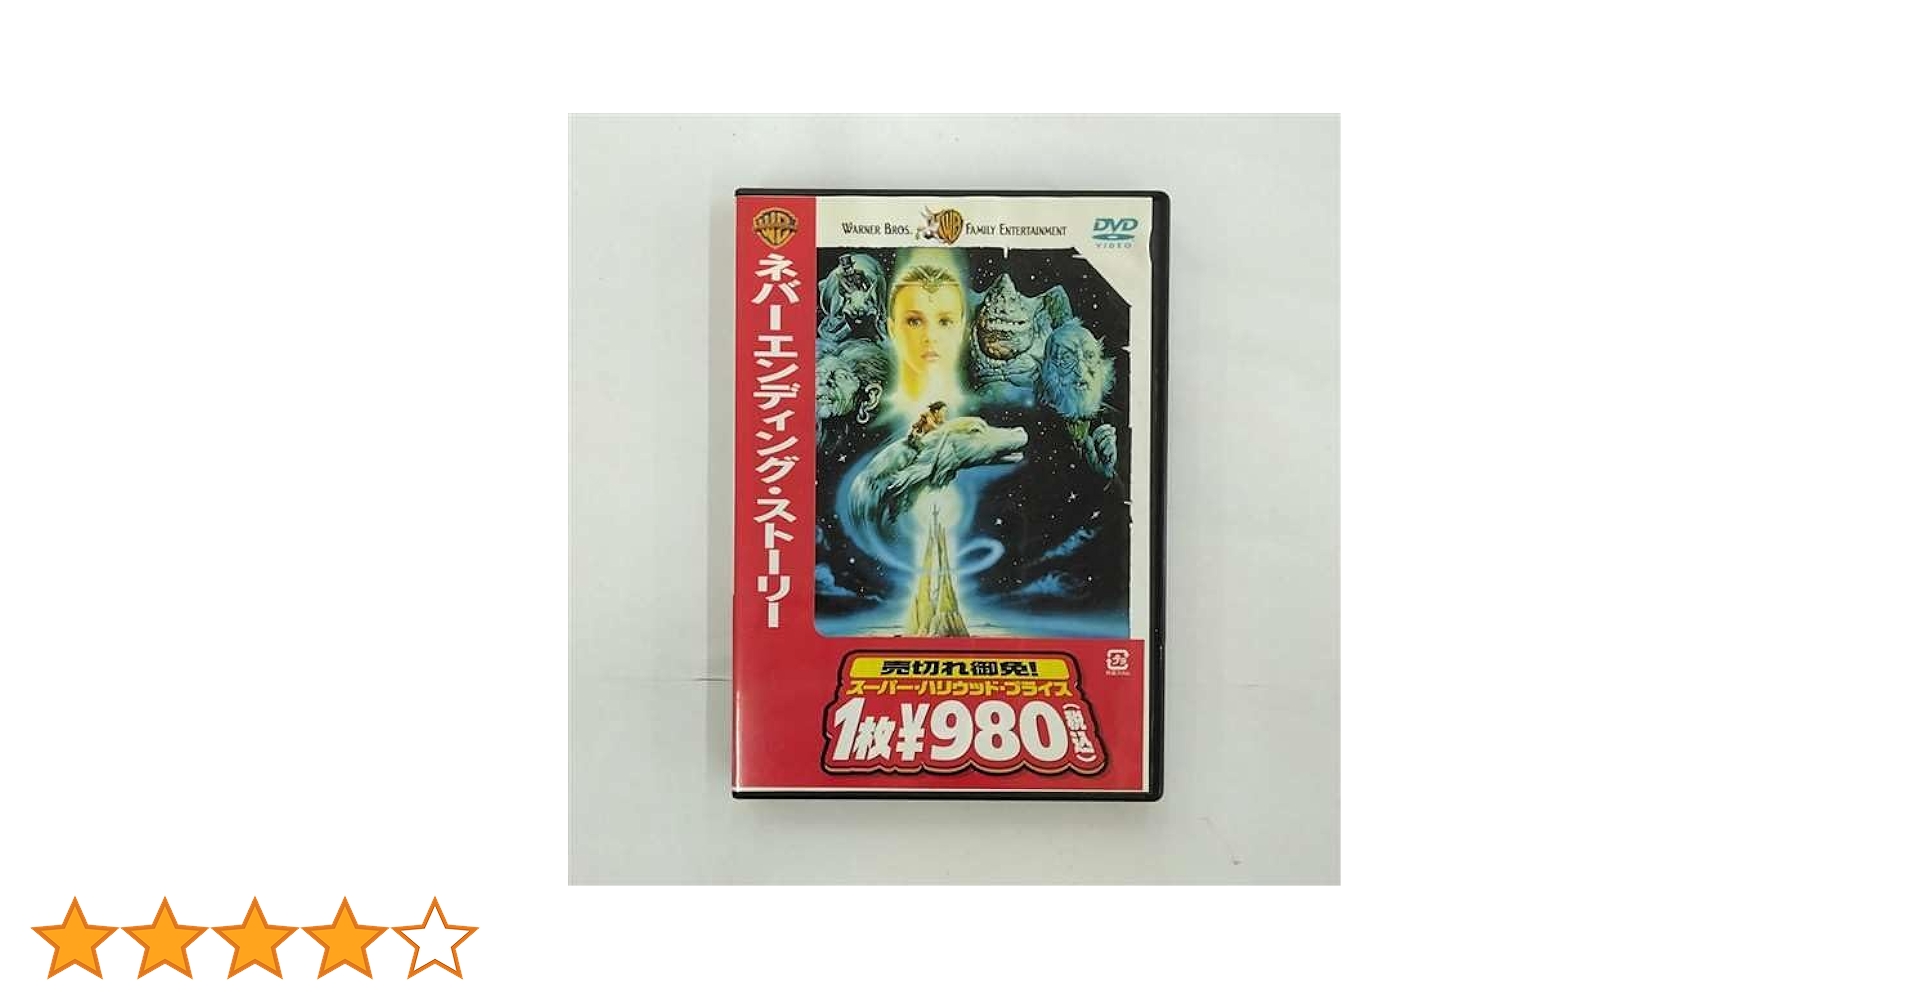 WB
ネバーエンディング・ストーリー
WARNER BROS. WB FAMILY ENTERTAINMENT
DVD
VIDEO
売切れ御免!
スーパー・ハリウッド・プライス
1枚¥980(税込)